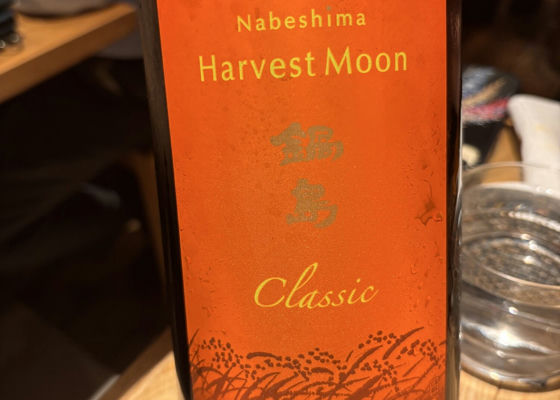 Nabeshima
Harvest Moon
鍋
島
Classic